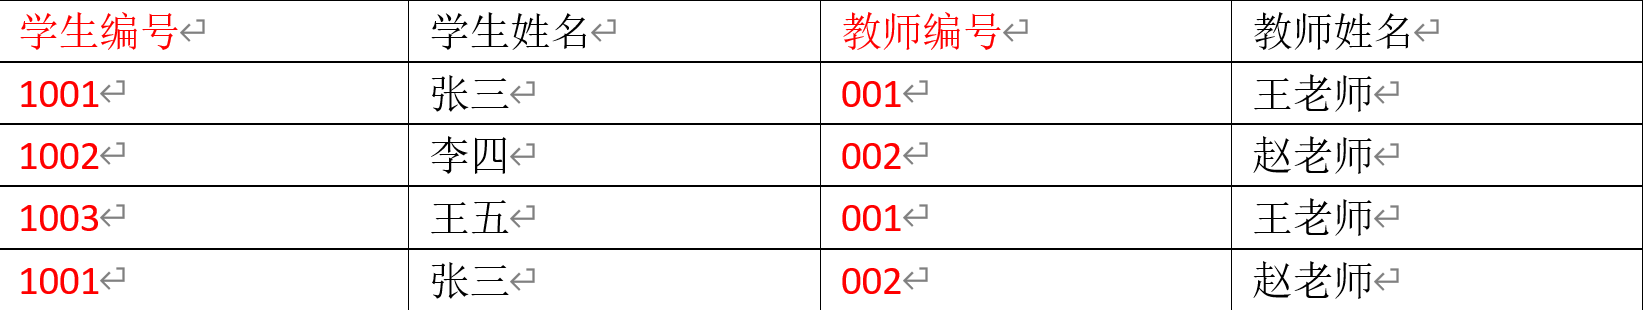 学生编号 学生姓名 教师编号 教师姓名
1001 张三 001 王老师
1002 李四 002 赵老师
1003 王五 001 王老师
1001 张三 002 赵老师